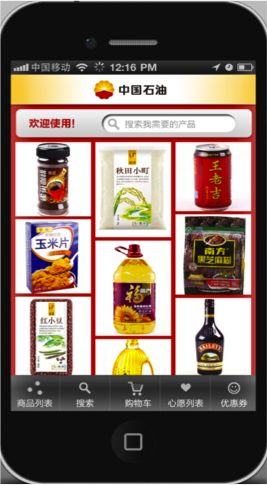 中国移动 12:16 PM
中国石油
欢迎使用!
搜索我需要的产品
秋田小町
王老吉
玉米片
南方
黑芝麻糊
福
红小豆
BAILEYS
商品列表 搜索 购物车 心愿列表 优惠券